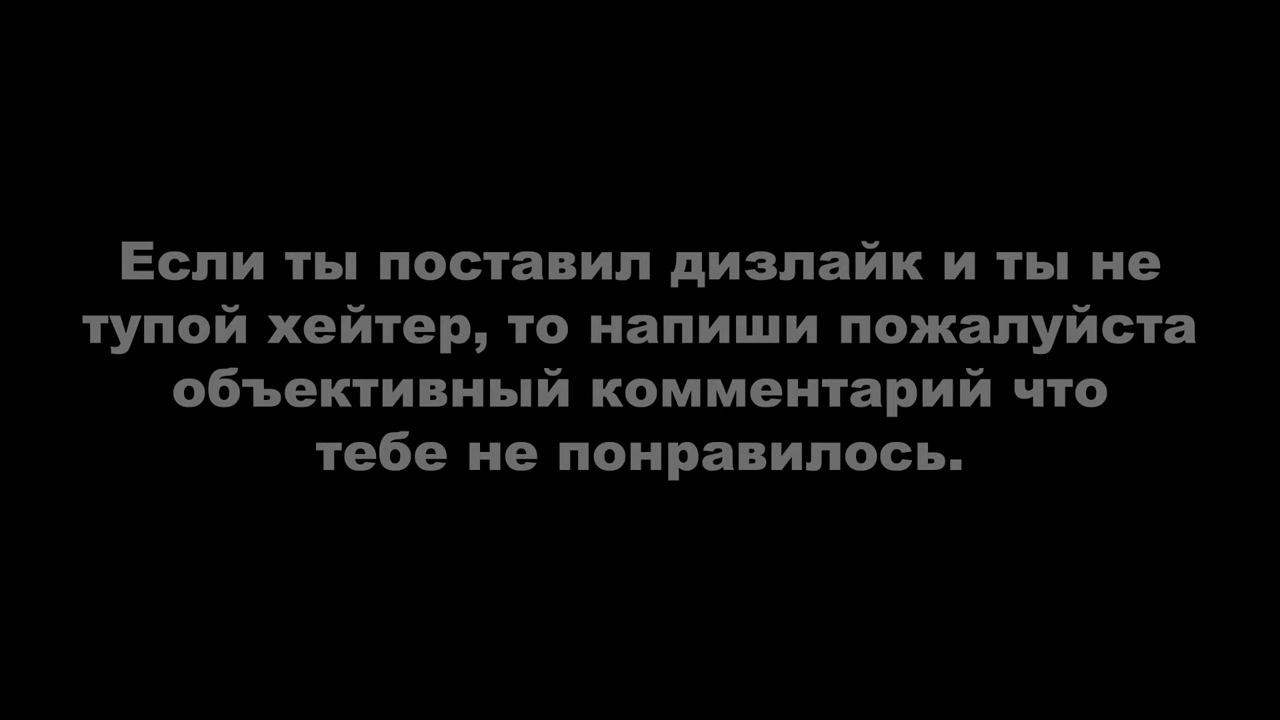 Если ты поставил дизлайк и ты не
тупой хейтер, то напиши пожалуйста
объективный комментарий что
тебе не понравилось.